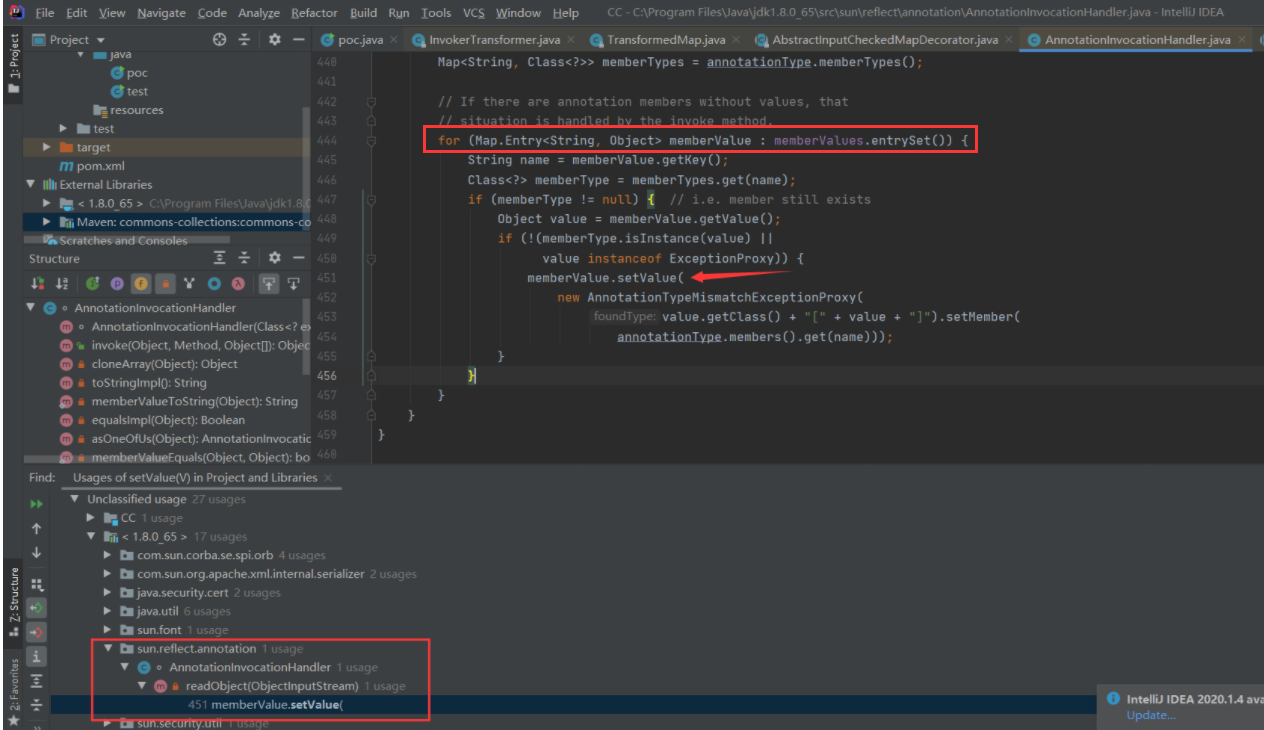 File Edit View Navigate Code Analyze Refactor Build Run Tools VCS Window Help CC - C:\Program Files\Java\jdk1.8.0_65\src\sun\reflect\annotation\AnnotationInvocationHandler.java - IntelliJ IDEA
1: Project
Project
poc.java
InvokerTransformer.java
TransformedMap.java
AbstractInputCheckedMapDecorator.java
AnnotationInvocationHandler.java
java
poc
test
resources
test
target
pom.xml
External Libraries
< 1.8.0_65 > C:\Program Files\Java\jdk1.8.0
Maven: commons-collections:commons-co
Scratches and Consoles
Structure
AnnotationInvocationHandler
AnnotationInvocationHandler(Class<? ex
invoke(Object, Method, Object[]): Objec
cloneArray(Object): Object
toStringImpl(): String
memberValueToString(Object): String
equalsImpl(Object): Boolean
asOneOfUs(Object): AnnotationInvocatic
memberValueEquals(Object, Object): bo
440 Map<String, Class<?>> memberTypes = annotationType.memberTypes();
441
442 // If there are annotation members without values, that
443 // situation is handled by the invoke method.
444 for (Map.Entry<String, Object> memberValue : memberValues.entrySet()) {
445 String name = memberValue.getKey();
446 Class<?> memberType = memberTypes.get(name);
447 if (memberType != null) { // i.e. member still exists
448 Object value = memberValue.getValue();
449 if (!(memberType.isInstance(value) ||
450 value instanceof ExceptionProxy)) {
451 memberValue.setValue(
452 new AnnotationTypeMismatchExceptionProxy(
453 foundType: value.getClass() + "[" + value + "]").setMember(
454 annotationType.members().get(name)));
455 }
456 }
457 }
458 }
459 }
460
Find: Usages of setValue(V) in Project and Libraries
Unclassified usage 27 usages
CC 1 usage
< 1.8.0_65 > 17 usages
com.sun.corba.se.spi.orb 4 usages
com.sun.org.apache.xml.internal.serializer 2 usages
java.security.cert 2 usages
java.util 6 usages
sun.font 1 usage
sun.reflect.annotation 1 usage
AnnotationInvocationHandler 1 usage
readObject(ObjectInputStream) 1 usage
451 memberValue.setValue(
sun.security.util 1 usage
Z: Structure
2: Favorites
IntelliJ IDEA 2020.1.4 ava
Update...